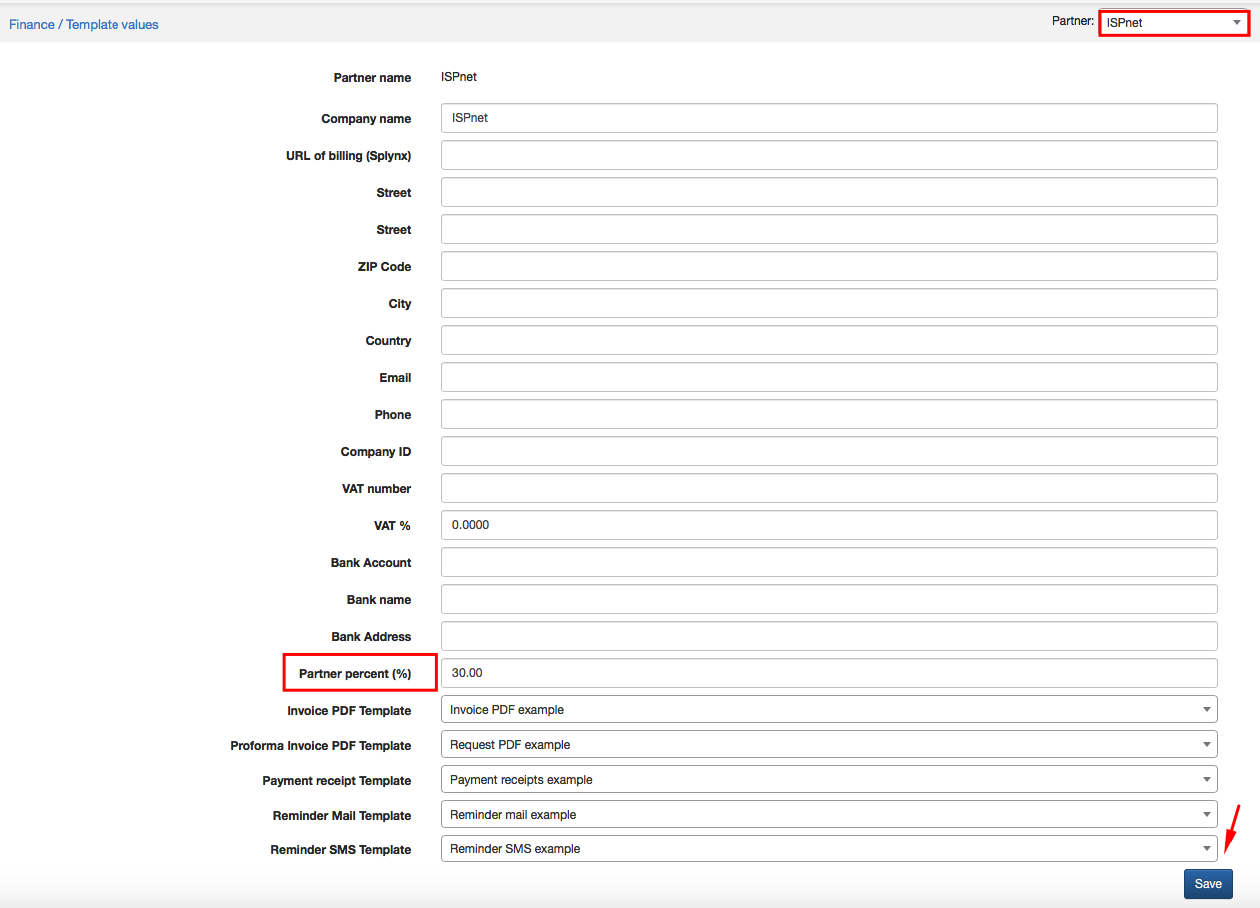 Finance / Template values
Partner: ISPnet
Partner name ISPnet
Company name ISPnet
URL of billing (Splynx)
Street
Street
ZIP Code
City
Country
Email
Phone
Company ID
VAT number
VAT % 0.0000
Bank Account
Bank name
Bank Address
Partner percent (%) 30.00
Invoice PDF Template Invoice PDF example
Proforma Invoice PDF Template Request PDF example
Payment receipt Template Payment receipts example
Reminder Mail Template Reminder mail example
Reminder SMS Template Reminder SMS example
Save